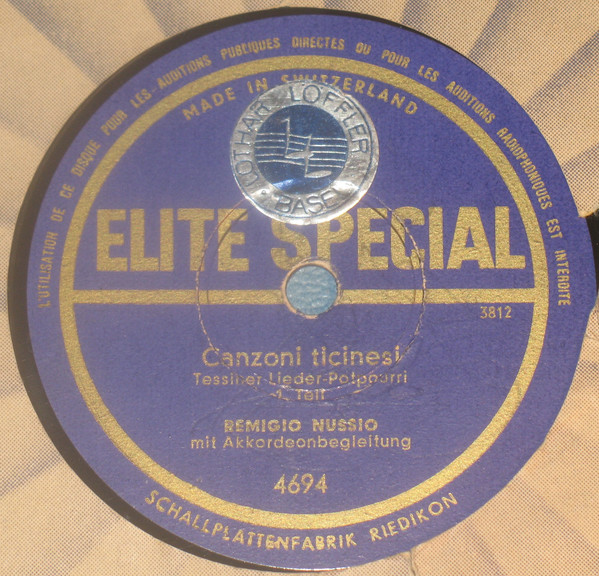 L'UTILISATION DE CE DISQUE POUR LES AUDITIONS PUBLIQUES DIRECTES OU POUR LES AUDITIONS RADIOPHONIQUES EST INTERDITE
MADE IN SWITZERLAND
LOTHAR LÖFFLER
BASEL
ELITE SPECIAL
3812
Canzoni ticinesi
Tessiner Lieder-Potpourri
Teil
REMIGIO NUSSIO
mit Akkordeonbegleitung
4694
SCHALLPLATTENFABRIK RIEDIKON